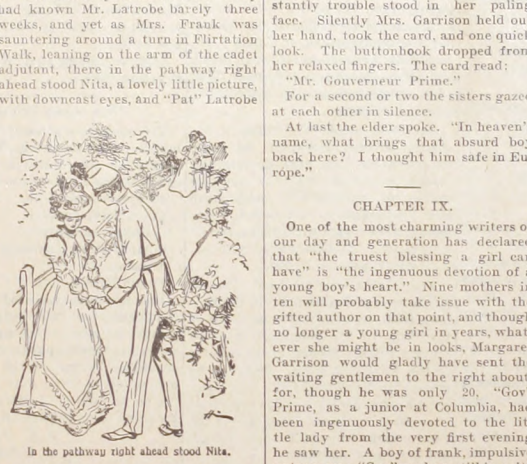 had known Mr. Latrobe barely three
weeks, and yet as Mrs. Frank was
sauntering around a turn in Flirtation
Walk, leaning on the arm of the cadet
adjutant, there in the pathway right
ahead stood Nita, a lovely little picture,
with downcast eyes, and "Pat" Latrobe
In the pathway right ahead stood Nita.
stantly trouble stood in her paling
face. Silently Mrs. Garrison held ou
her hand, took the card, and one quick
look. The buttonhook dropped from
her relaxed fingers. The card read:
"Mr. Gouverneur Prime."
For a second or two the sisters gazed
at each other in silence.
At last the elder spoke. "In heaven'
name, what brings that absurd boy
back here? I thought him safe in Eu
rope."
CHAPTER IX.
One of the most charming writers o
our day and generation has declared
that "the truest blessing a girl can
have" is "the ingenuous devotion of a
young boy's heart." Nine mothers in
ten will probably take issue with th
gifted author on that point, and though
no longer a young girl in years, what
ever she might be in looks, Margare
Garrison would gladly have sent th
waiting gentlemen to the right about
for, though he was only 20, "Gov
Prime, as a junior at Columbia, had
been ingenuously devoted to the lit
tle lady from the very first evening
he saw her. A boy of frank, impulsiv